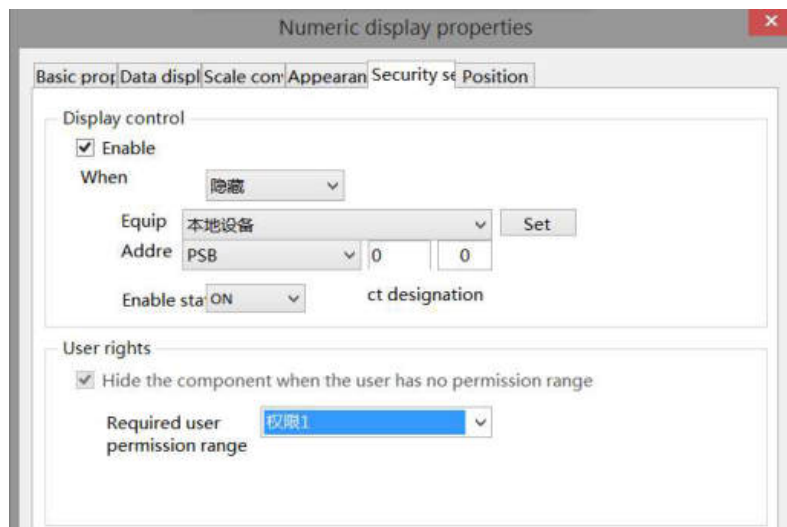 Numeric display properties
Basic prop Data displ Scale con Appearan Security se Position
Display control
Enable
When 隐藏
Equip 本地设备 Set
Addre PSB 0 0
Enable sta ON ct designation
User rights
Hide the component when the user has no permission range
Required user 权限1
permission range